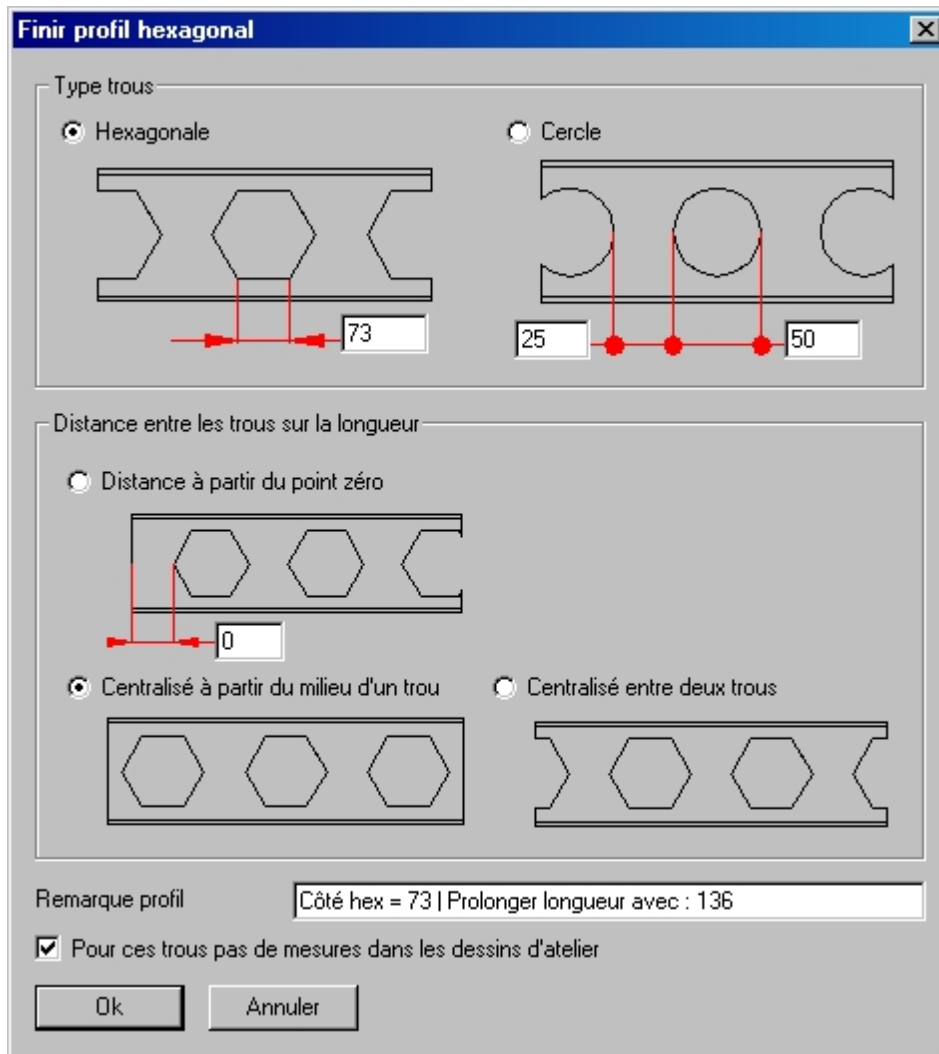 Finir profil hexagonal
Type trous
Hexagonale
Cercle
73
25
50
Distance entre les trous sur la longueur
Distance à partir du point zéro
0
Centralisé à partir du milieu d'un trou
Centralisé entre deux trous
Remarque profil
Côté hex = 73 | Prolonger longueur avec : 136
Pour ces trous pas de mesures dans les dessins d'atelier
Ok
Annuler